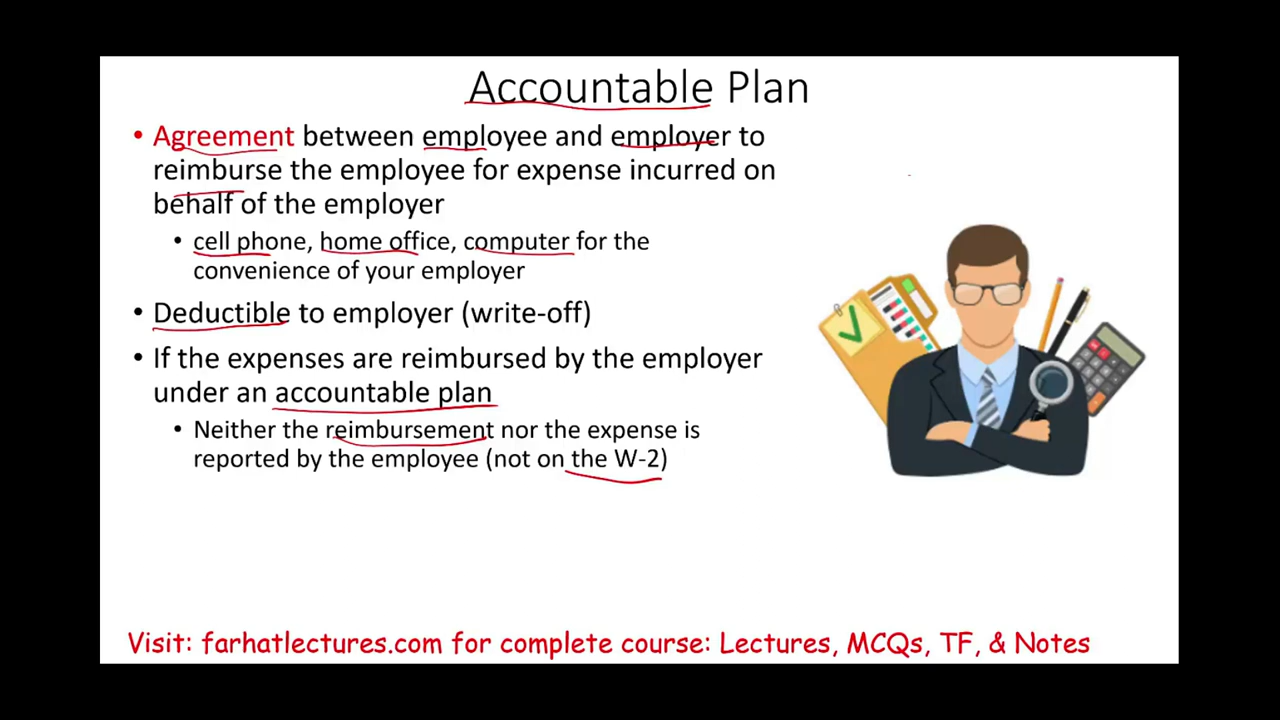 Accountable Plan
• Agreement between employee and employer to
reimburse the employee for expense incurred on
behalf of the employer
• cell phone, home office, computer for the
convenience of your employer
• Deductible to employer (write-off)
• If the expenses are reimbursed by the employer
under an accountable plan
• Neither the reimbursement nor the expense is
reported by the employee (not on the W-2)
Visit: farhatlectures.com for complete course: Lectures, MCQs, TF, & Notes